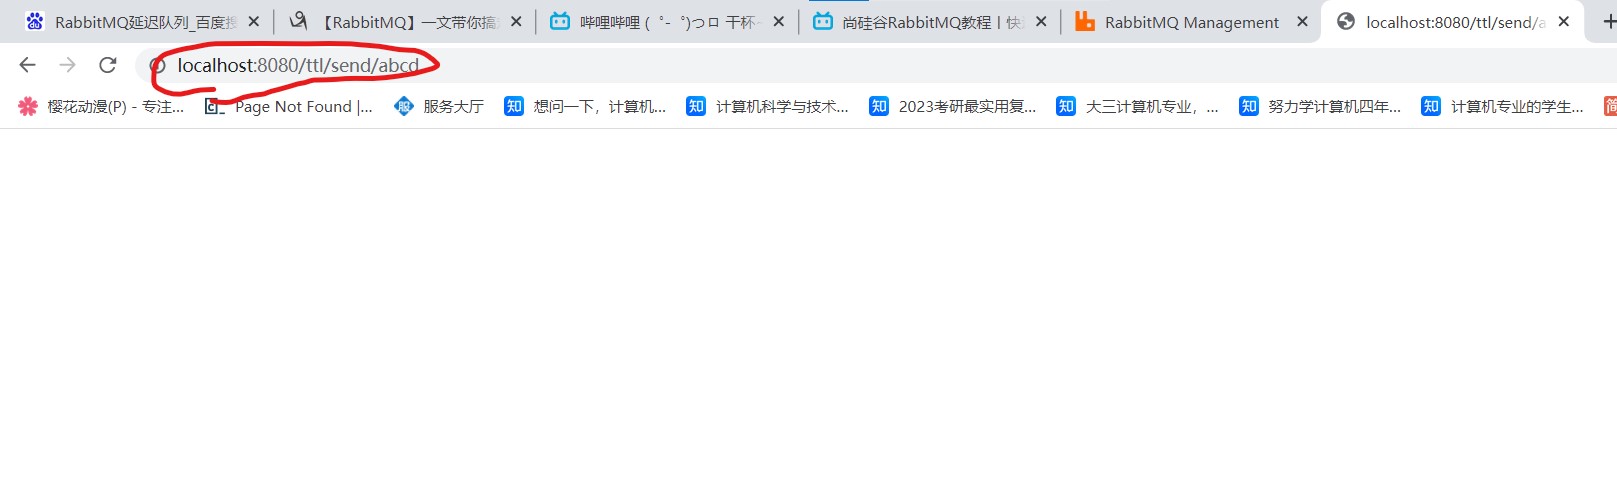 RabbitMQ延迟队列_百度搜
【RabbitMQ】一文带你搞
哔哩哔哩 (゜-゜)つロ 干杯~
尚硅谷RabbitMQ教程丨快
RabbitMQ Management
localhost:8080/ttl/send/a
localhost:8080/ttl/send/abcd
樱花动漫(P) - 专注...
Page Not Found |...
服务大厅
知 想问一下，计算机...
知 计算机科学与技术...
知 2023考研最实用复...
知 大三计算机专业，...
知 努力学计算机四年...
知 计算机专业的学生...